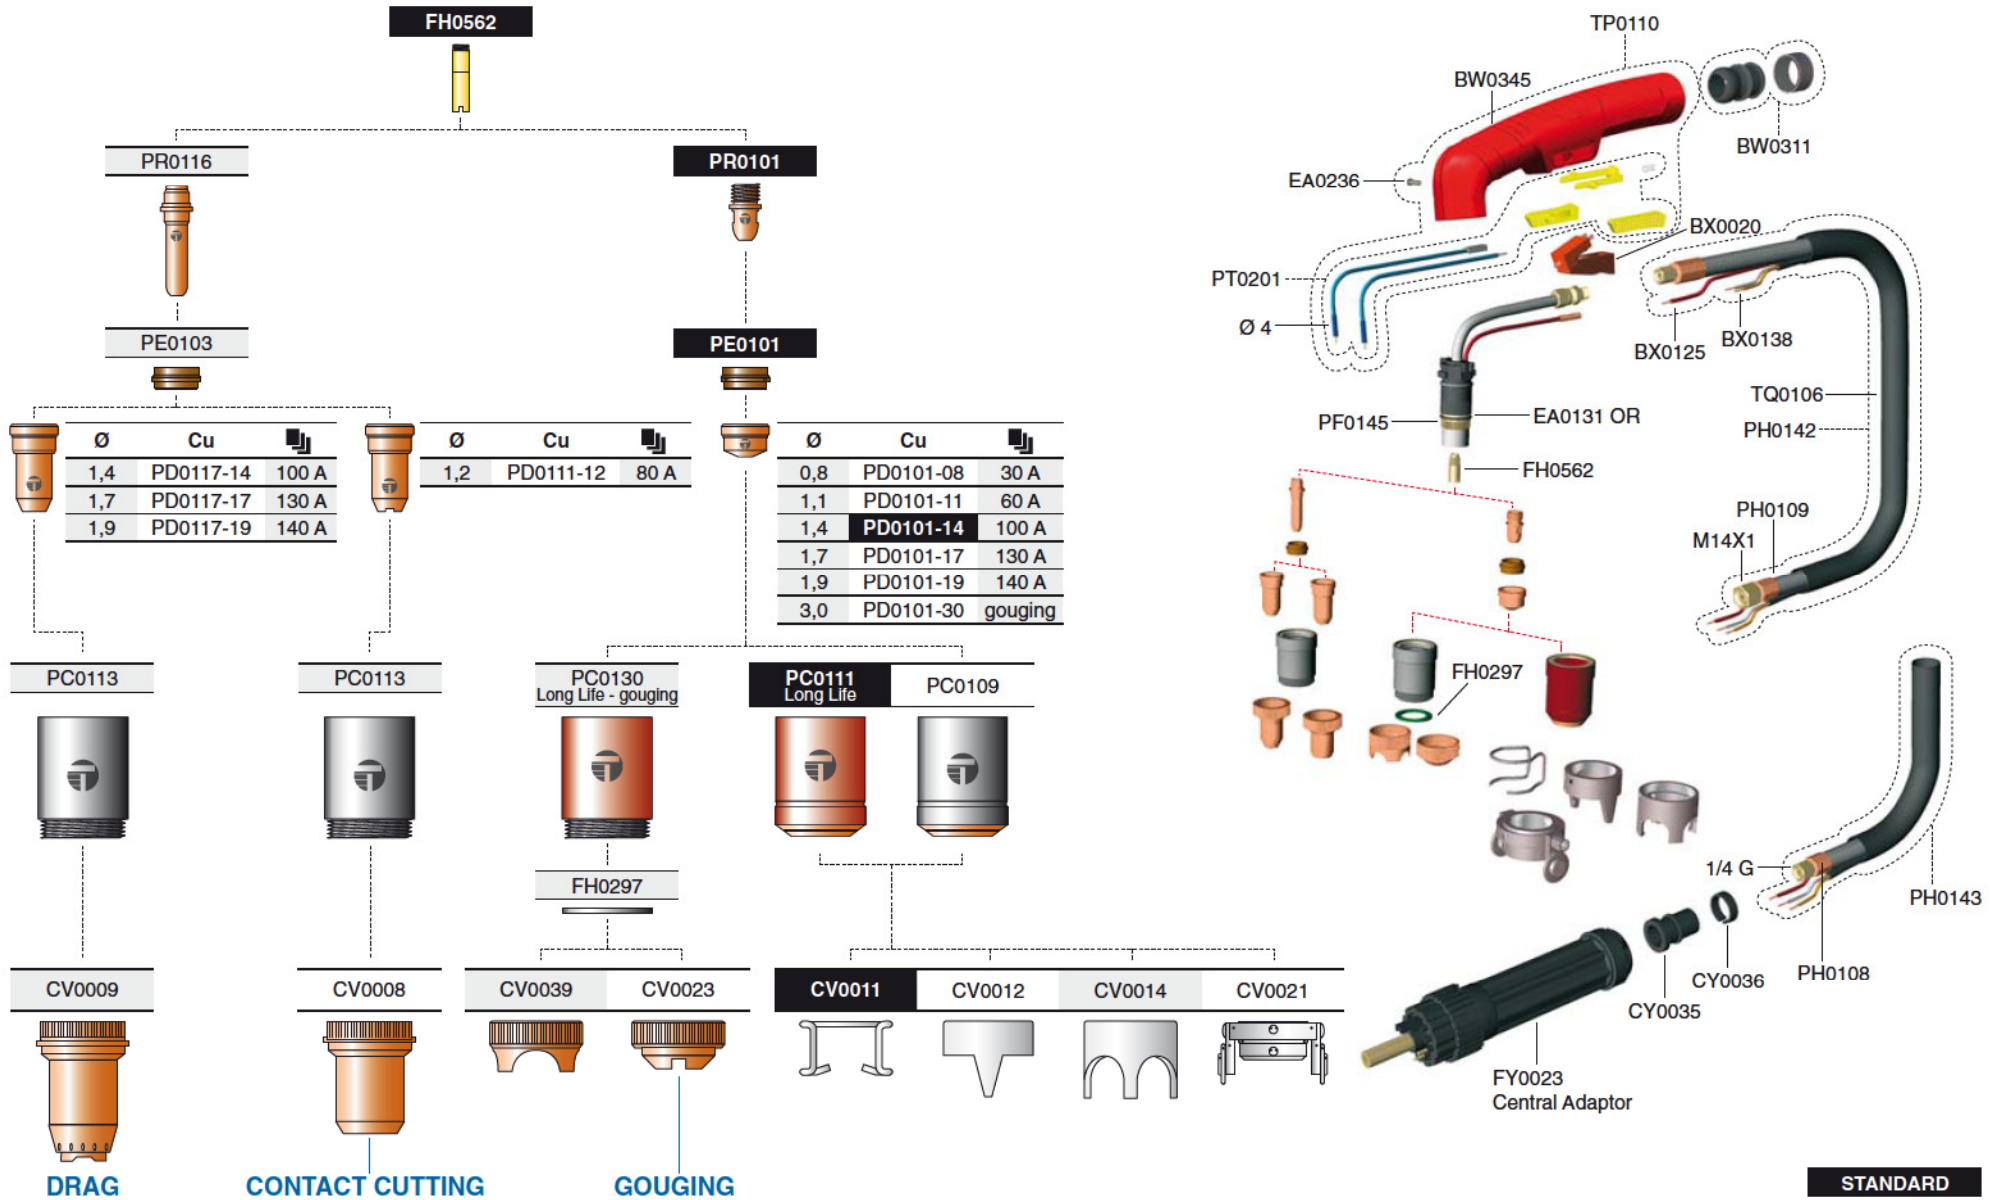 FH0562
PR0116
PR0101
PE0103
PE0101
Ø Cu
1,4 PD0117-14 100 A
1,7 PD0117-17 130 A
1,9 PD0117-19 140 A
Ø Cu
1,2 PD0111-12 80 A
Ø Cu
0,8 PD0101-08 30 A
1,1 PD0101-11 60 A
1,4 PD0101-14 100 A
1,7 PD0101-17 130 A
1,9 PD0101-19 140 A
3,0 PD0101-30 gouging
PC0113
PC0113
PC0130
Long Life - gouging
PC0111
Long Life
PC0109
FH0297
CV0009
CV0008
CV0039
CV0023
CV0011
CV0012
CV0014
CV0021
DRAG
CONTACT CUTTING
GOUGING
TP0110
BW0345
BW0311
EA0236
BX0020
PT0201
Ø 4
BX0125
BX0138
TQ0106
PH0142
PF0145
EA0131 OR
FH0562
PH0109
M14X1
FH0297
1/4 G
PH0143
PH0108
CY0036
CY0035
FY0023
Central Adaptor
STANDARD